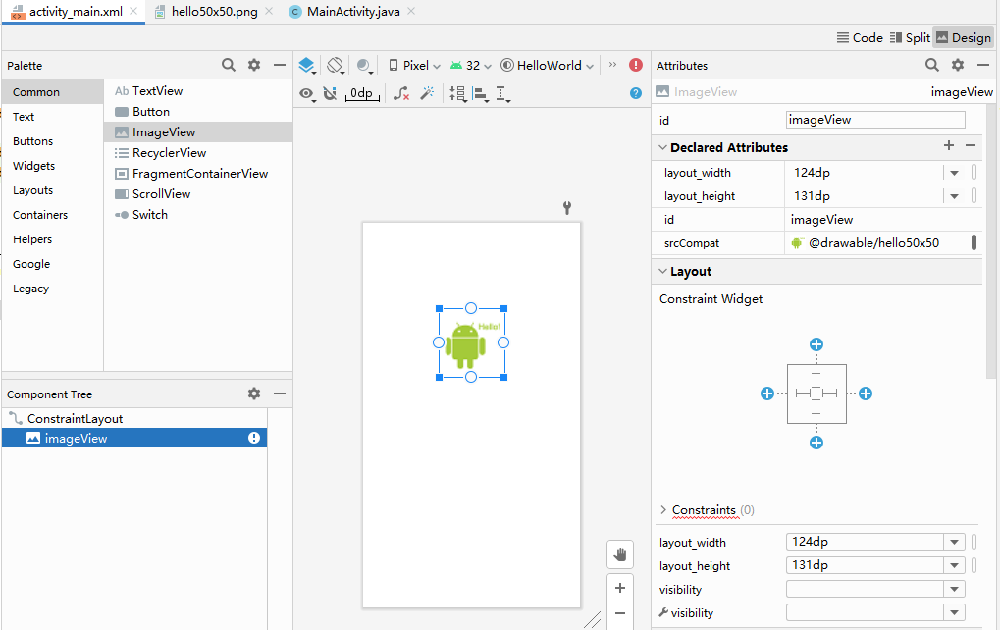 activity_main.xml hello50x50.png MainActivity.java
Code Split Design
Palette
Common
Text
Buttons
Widgets
Layouts
Containers
Helpers
Google
Legacy
Ab TextView
Button
ImageView
RecyclerView
FragmentContainerView
ScrollView
Switch
Component Tree
ConstraintLayout
imageView
Pixel 32 HelloWorld
0dp
Hello!
Attributes
ImageView imageView
id imageView
Declared Attributes
layout_width 124dp
layout_height 131dp
id imageView
srcCompat @drawable/hello50x50
Layout
Constraint Widget
Constraints (0)
layout_width 124dp
layout_height 131dp
visibility
visibility